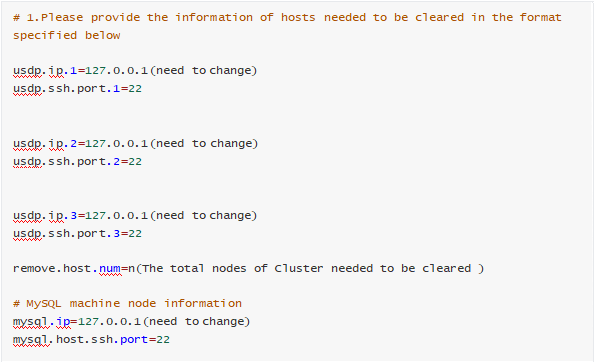 # 1.Please provide the information of hosts needed to be cleared in the format
specified below
usdp.ip.1=127.0.0.1(need to change)
usdp.ssh.port.1=22
usdp.ip.2=127.0.0.1(need to change)
usdp.ssh.port.2=22
usdp.ip.3=127.0.0.1(need to change)
usdp.ssh.port.3=22
remove.host.num=n(The total nodes of Cluster needed to be cleared )
# MySQL machine node information
mysql.ip=127.0.0.1(need to change)
mysql.host.ssh.port=22